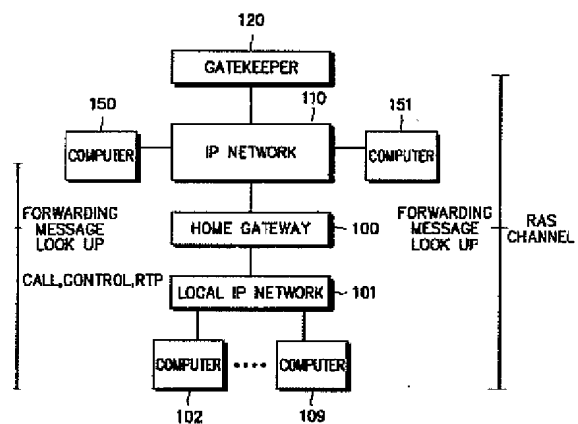 120
GATEKEEPER
110
150
151
COMPUTER
IP NETWORK
COMPUTER
FORWARDING
MESSAGE
LOOK UP
HOME GATEWAY
100
FORWARDING
MESSAGE
LOOK UP
RAS
CHANNEL
CALL,CONTROL,RTP
LOCAL IP NETWORK
101
COMPUTER
COMPUTER
102
109